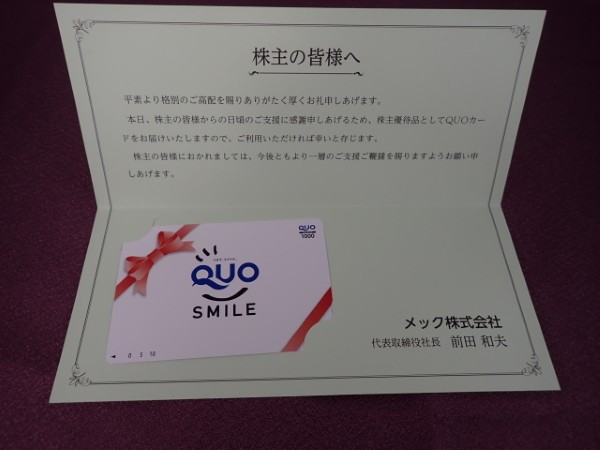 株主の皆様へ
平素より格別のご高配を賜りありがたく厚くお礼申しあげます。
本日、株主の皆様からの日頃のご支援に感謝申しあげるため、株主優待品としてQUOカー
ドをお届けいたしますので、ご利用いただければ幸いと存じます。
株主の皆様におかれましては、今後ともより一層のご支援ご鞭撻を賜りますようお願い申
しあげます。
QUO
1000
QUO
SMILE
◀ 0 5 10
メック株式会社
代表取締役社長 前田 和夫